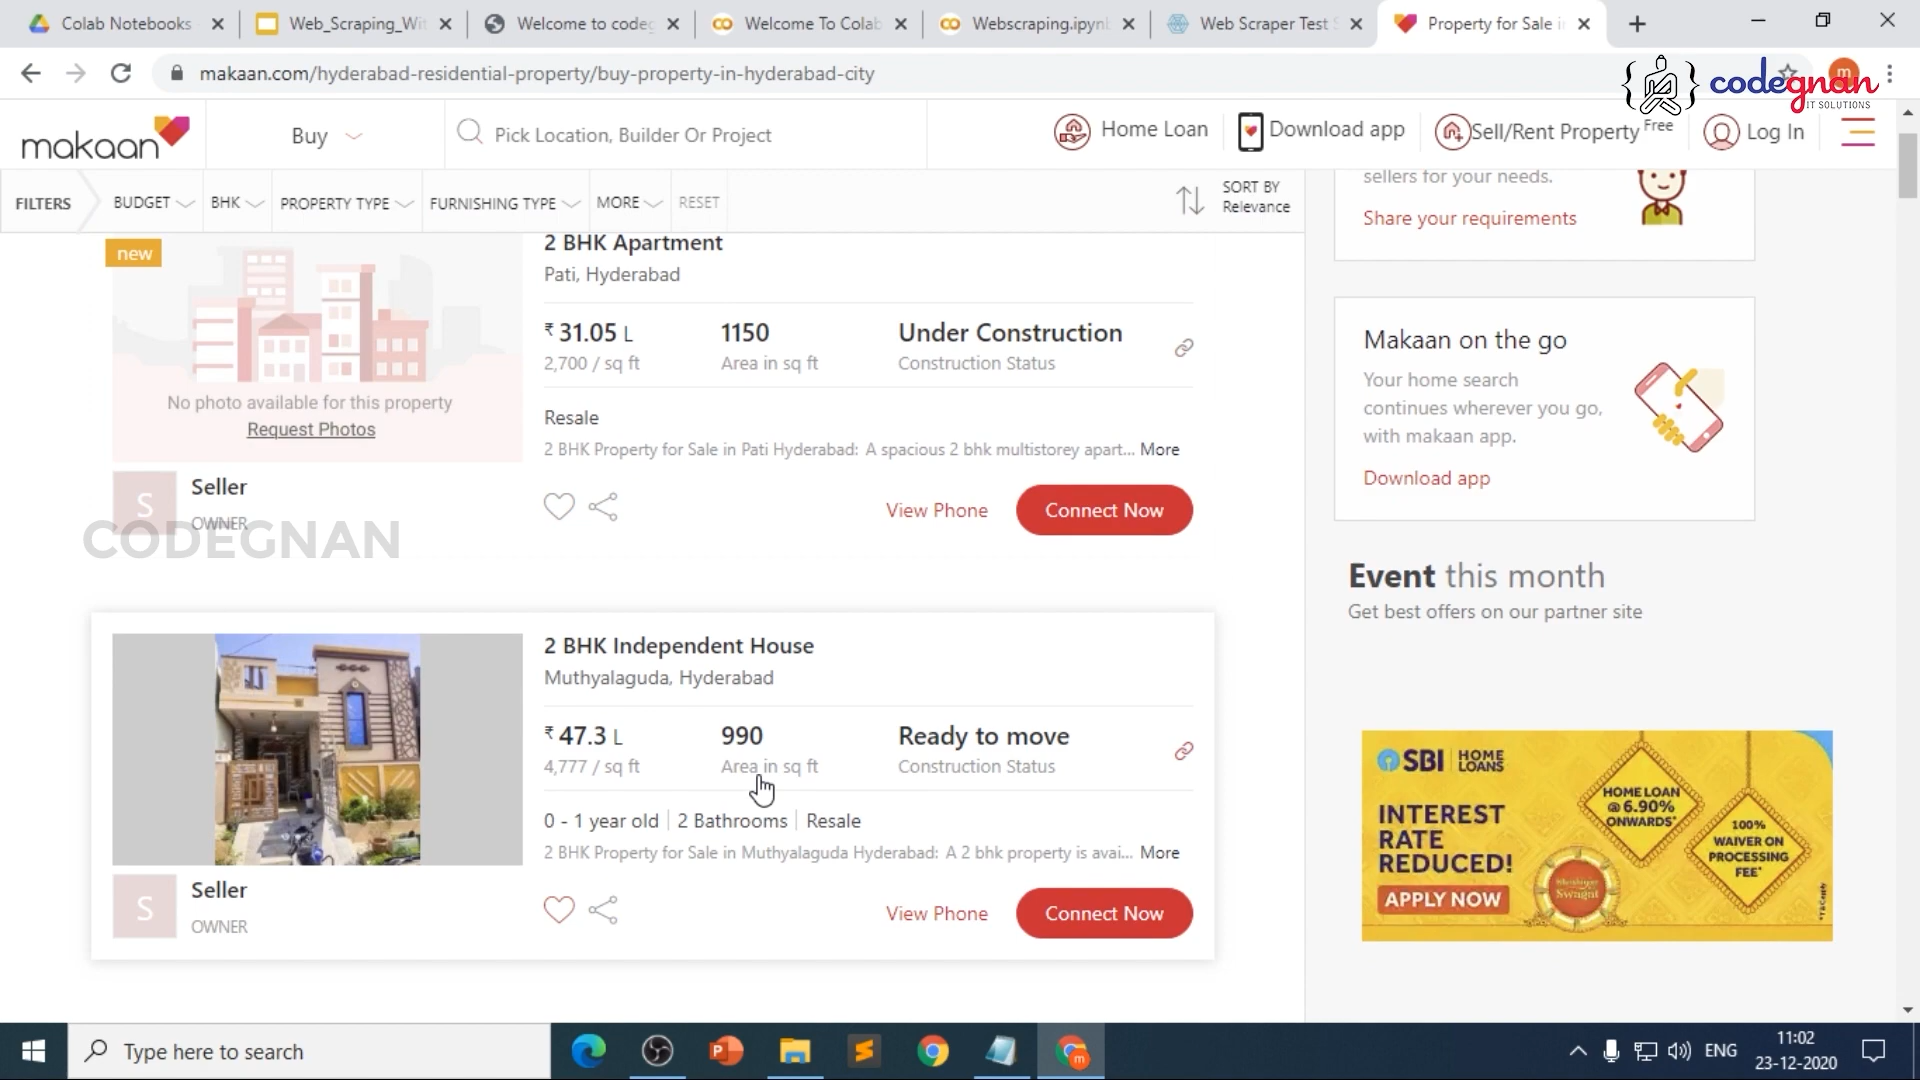 Colab Notebooks
Web_Scraping_Wit
Welcome to codeg
Welcome To Colab
Webscraping.ipynb
Web Scraper Test S
Property for Sale i
makaan.com/hyderabad-residential-property/buy-property-in-hyderabad-city
m
codegnan
IT SOLUTIONS
makaan
Buy
Pick Location, Builder Or Project
Home Loan
Download app
Sell/Rent Property Free
Log In
FILTERS
BUDGET
BHK
PROPERTY TYPE
FURNISHING TYPE
MORE
RESET
SORT BY
Relevance
sellers for your needs.
Share your requirements
new
2 BHK Apartment
Pati, Hyderabad
₹ 31.05 L
1150
Under Construction
2,700 / sq ft
Area in sq ft
Construction Status
No photo available for this property
Request Photos
Resale
2 BHK Property for Sale in Pati Hyderabad: A spacious 2 bhk multistorey apart... More
S
Seller
OWNER
View Phone
Connect Now
CODEGNAN
Makaan on the go
Your home search
continues wherever you go,
with makaan app.
Download app
Event this month
Get best offers on our partner site
2 BHK Independent House
Muthyalaguda, Hyderabad
₹ 47.3 L
990
Ready to move
4,777 / sq ft
Area in sq ft
Construction Status
0 - 1 year old
2 Bathrooms
Resale
2 BHK Property for Sale in Muthyalaguda Hyderabad: A 2 bhk property is avai... More
S
Seller
OWNER
View Phone
Connect Now
SBI HOME LOANS
INTEREST
RATE
REDUCED!
APPLY NOW
HOME LOAN
@ 6.90%
ONWARDS*
100%
WAIVER ON
PROCESSING
FEE*
Type here to search
ENG
11:02
23-12-2020